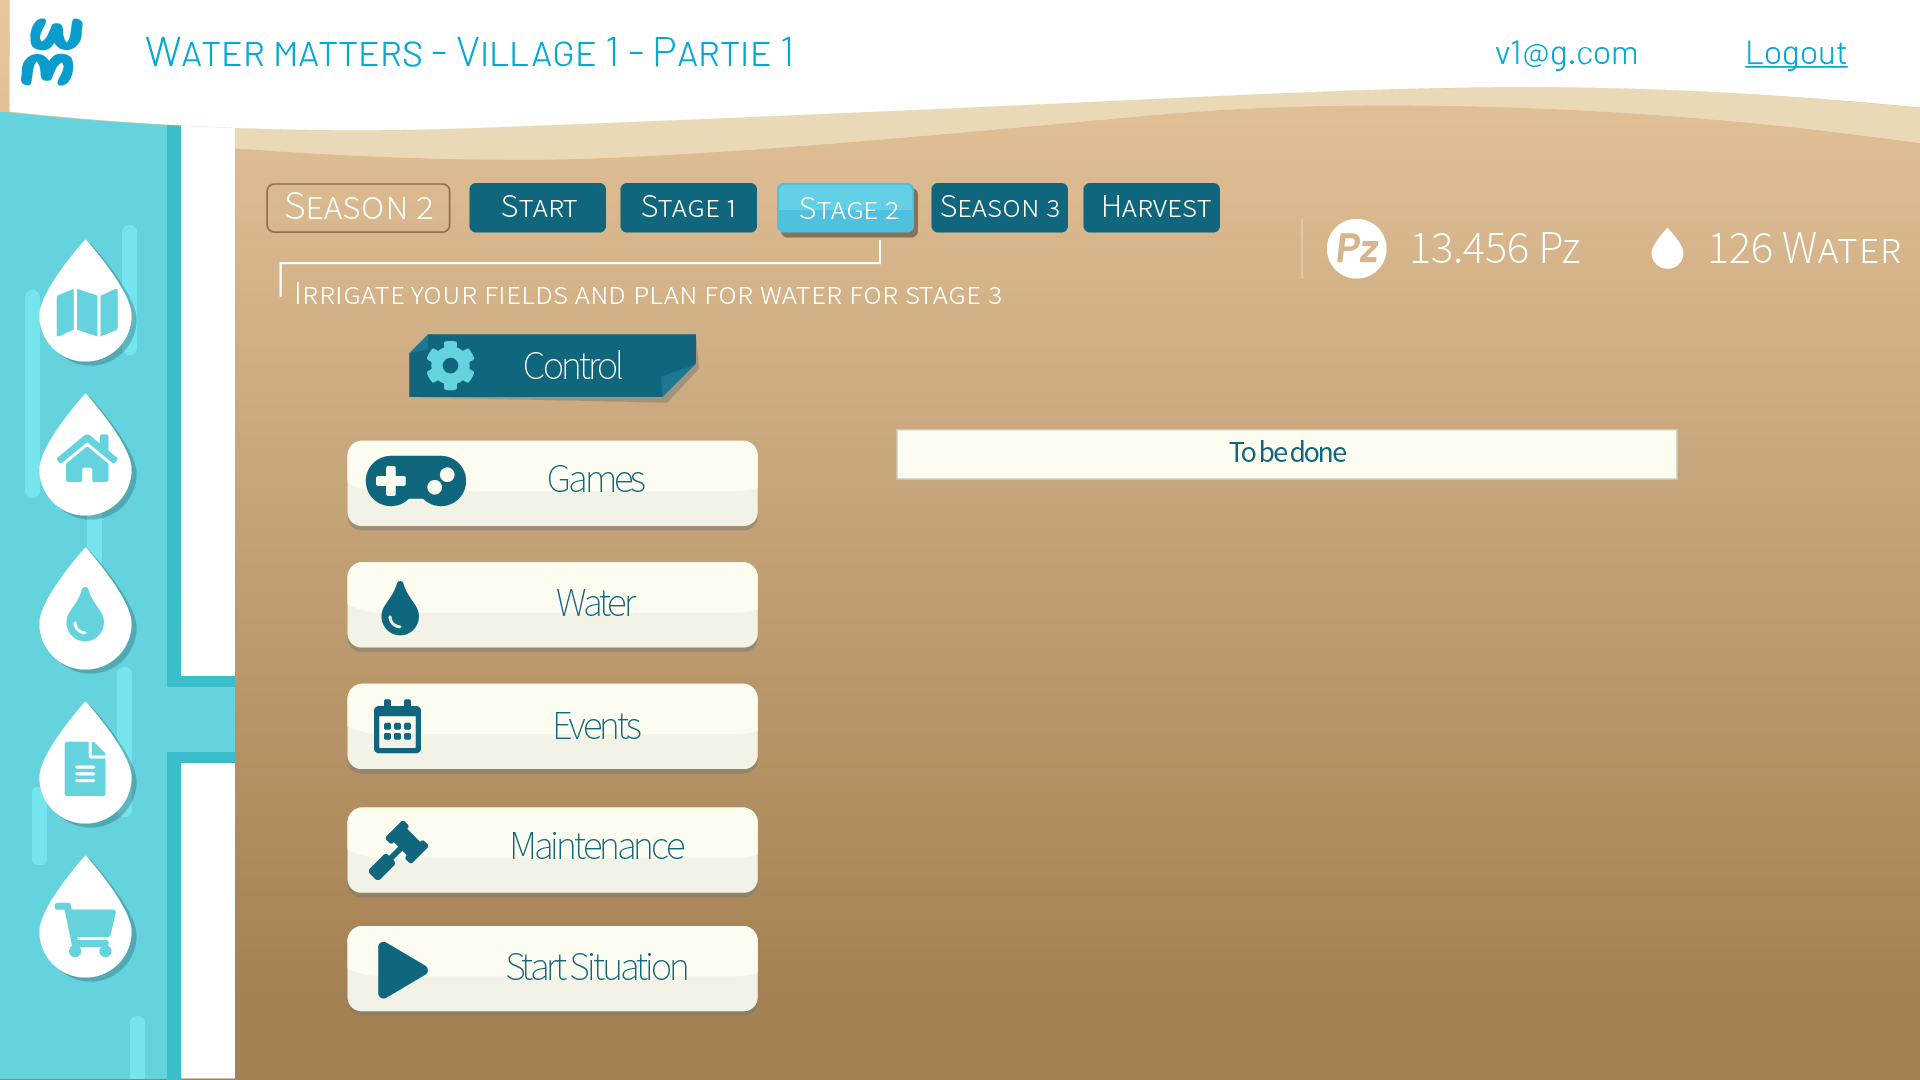 WM
WATER MATTERS - VILLAGE 1 - PARTIE 1
v1@g.com
Logout
SEASON 2
START
STAGE 1
STAGE 2
SEASON 3
HARVEST
Pz
13.456 Pz
126 WATER
IRRIGATE YOUR FIELDS AND PLAN FOR WATER FOR STAGE 3
Control
Games
To be done
Water
Events
Maintenance
Start Situation